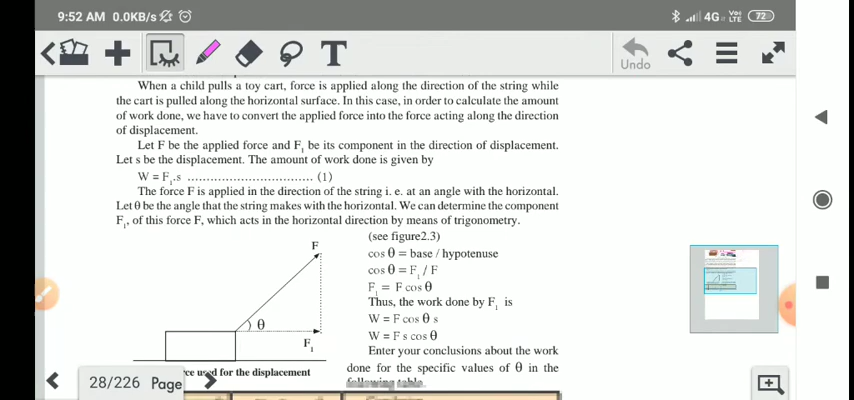 9:52 AM 0.0KB/s
4G Vo) LTE 72
T
Undo
When a child pulls a toy cart, force is applied along the direction of the string while
the cart is pulled along the horizontal surface. In this case, in order to calculate the amount
of work done, we have to convert the applied force into the force acting along the direction
of displacement.
Let F be the applied force and F₁ be its component in the direction of displacement.
Let s be the displacement. The amount of work done is given by
W = F₁.s ................................. (1)
The force F is applied in the direction of the string i. e. at an angle with the horizontal.
Let θ be the angle that the string makes with the horizontal. We can determine the component
F₁, of this force F, which acts in the horizontal direction by means of trigonometry.
(see figure2.3)
cos θ = base / hypotenuse
cos θ = F₁ / F
F₁ = F cos θ
Thus, the work done by F₁ is
W = F cos θ s
W = F s cos θ
Enter your conclusions about the work
done for the specific values of θ in the
following table.
F
θ
F₁
ce used for the displacement
28/226 Page